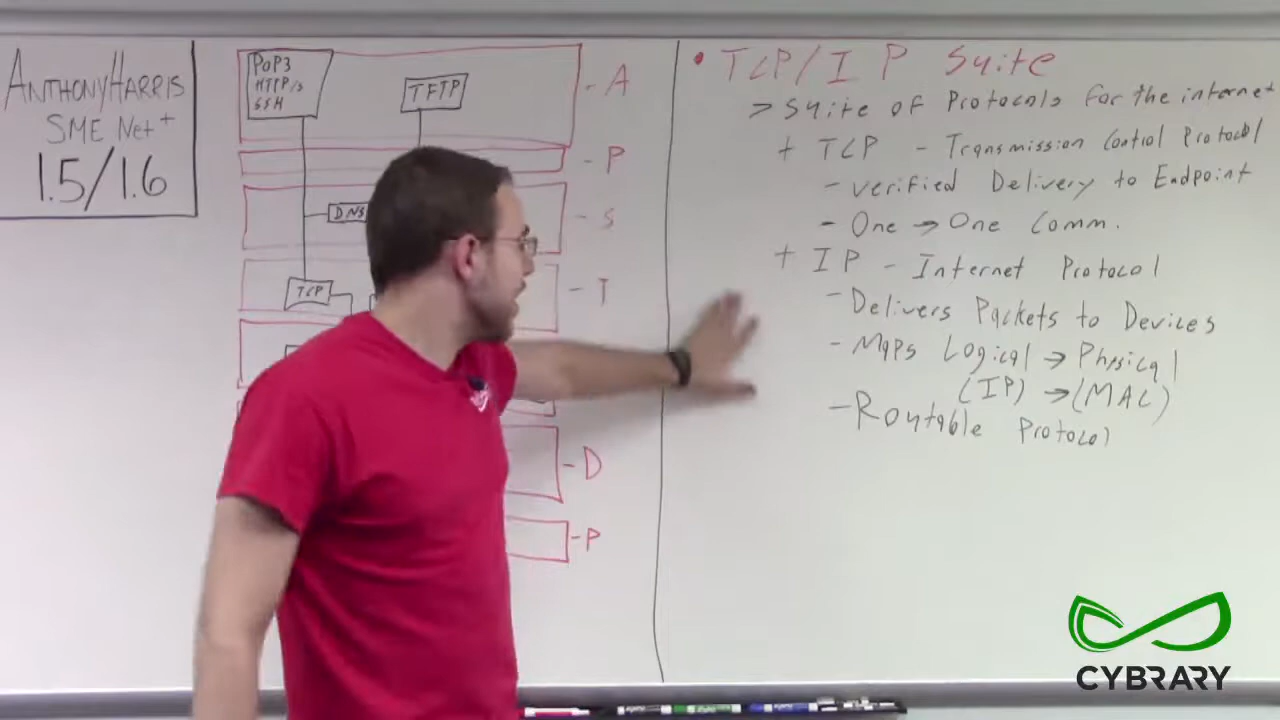 ANTHONY HARRIS
SME Net+
1.5/1.6
POP3
HTTP/s
SSH
TFTP
- A
- P
DNS
- S
TCP
- T
- D
- P
• TCP/IP Suite
> Suite of Protocols for the internet
+ TCP - Transmission Control Protocol
- verified Delivery to Endpoint
- One → One Comm.
+ IP - Internet Protocol
- Delivers Packets to Devices
- Maps Logical → Physical
(IP) → (MAC)
- Routable Protocol
CYBRARY